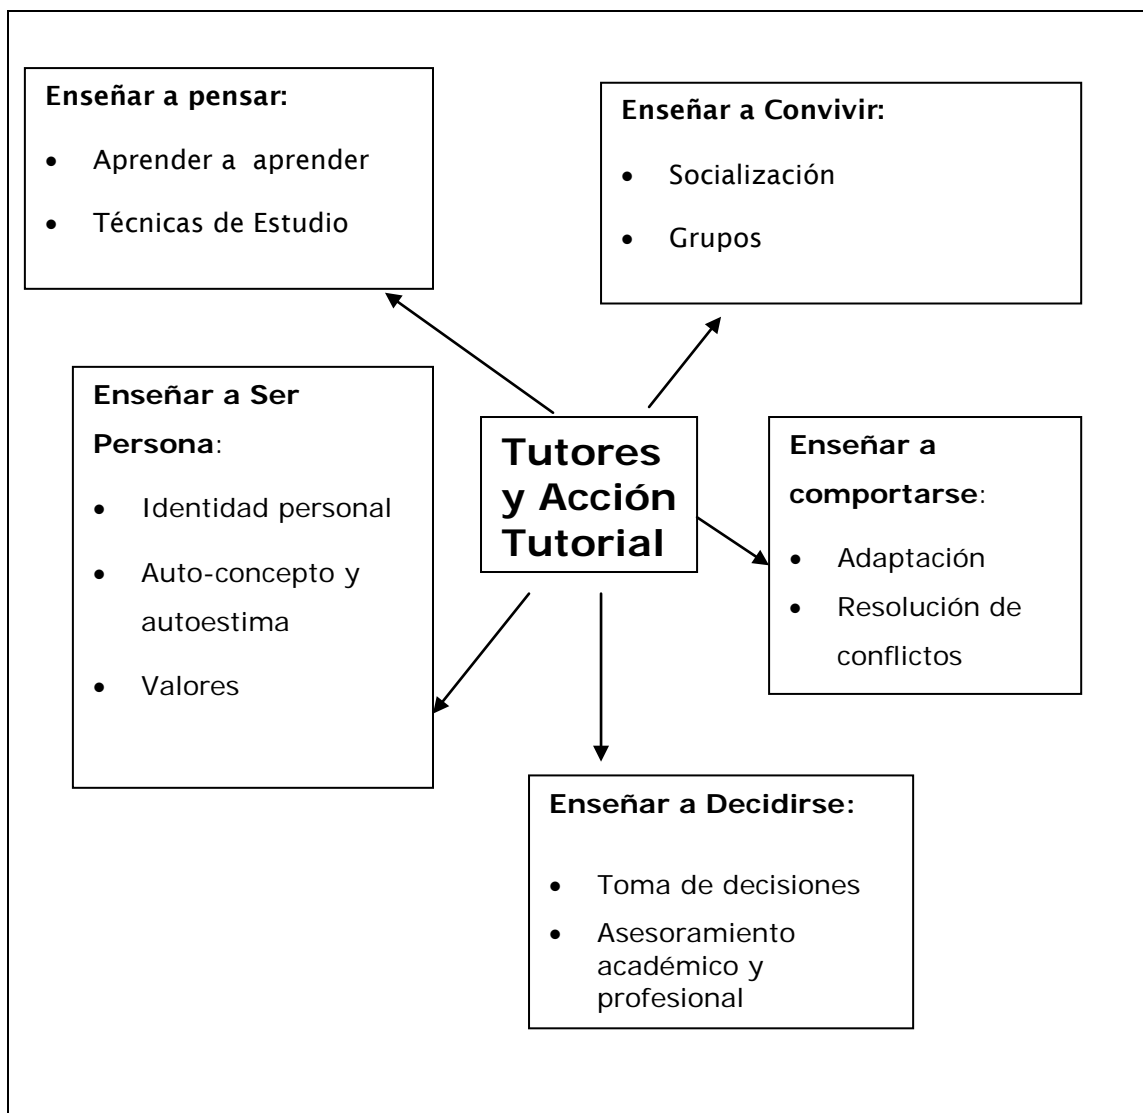 Enseñar a pensar:
• Aprender a aprender
• Técnicas de Estudio
Enseñar a Convivir:
• Socialización
• Grupos
Enseñar a Ser
Persona:
• Identidad personal
• Auto-concepto y
autoestima
• Valores
Tutores
y Acción
Tutorial
Enseñar a
comportarse:
• Adaptación
• Resolución de
conflictos
Enseñar a Decidirse:
• Toma de decisiones
• Asesoramiento
académico y
profesional